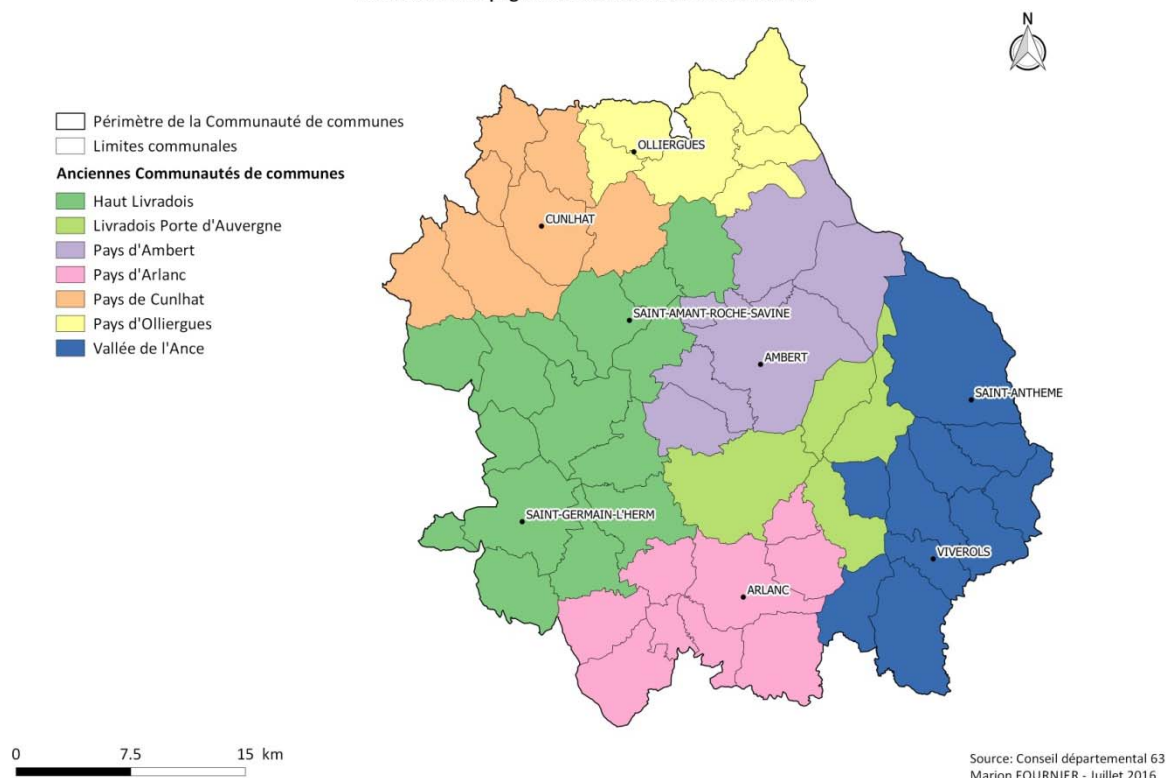 N
Périmètre de la Communauté de communes
Limites communales
Anciennes Communautés de communes
Haut Livradois
Livradois Porte d'Auvergne
Pays d'Ambert
Pays d'Arlanc
Pays de Cunlhat
Pays d'Olliergues
Vallée de l'Ance
OLLIERGUES
CUNLHAT
SAINT-AMANT-ROCHE-SAVINE
AMBERT
SAINT-ANTHEME
SAINT-GERMAIN-L'HERM
VIVEROLS
ARLANC
0 7.5 15 km
Source: Conseil départemental 63
Marion FOURNIER - Juillet 2016